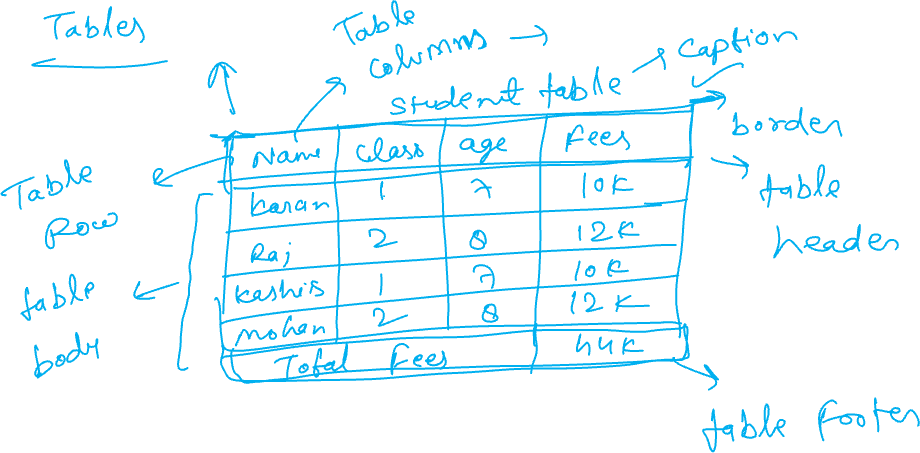 Tables
Table
columns
caption
student table
border
table
header
Name class age Fees
karan 1 7 10K
Raj 2 8 12K
kashis 1 7 10K
mohan 2 8 12K
Total Fees 44K
Table
Row
table
body
table footer